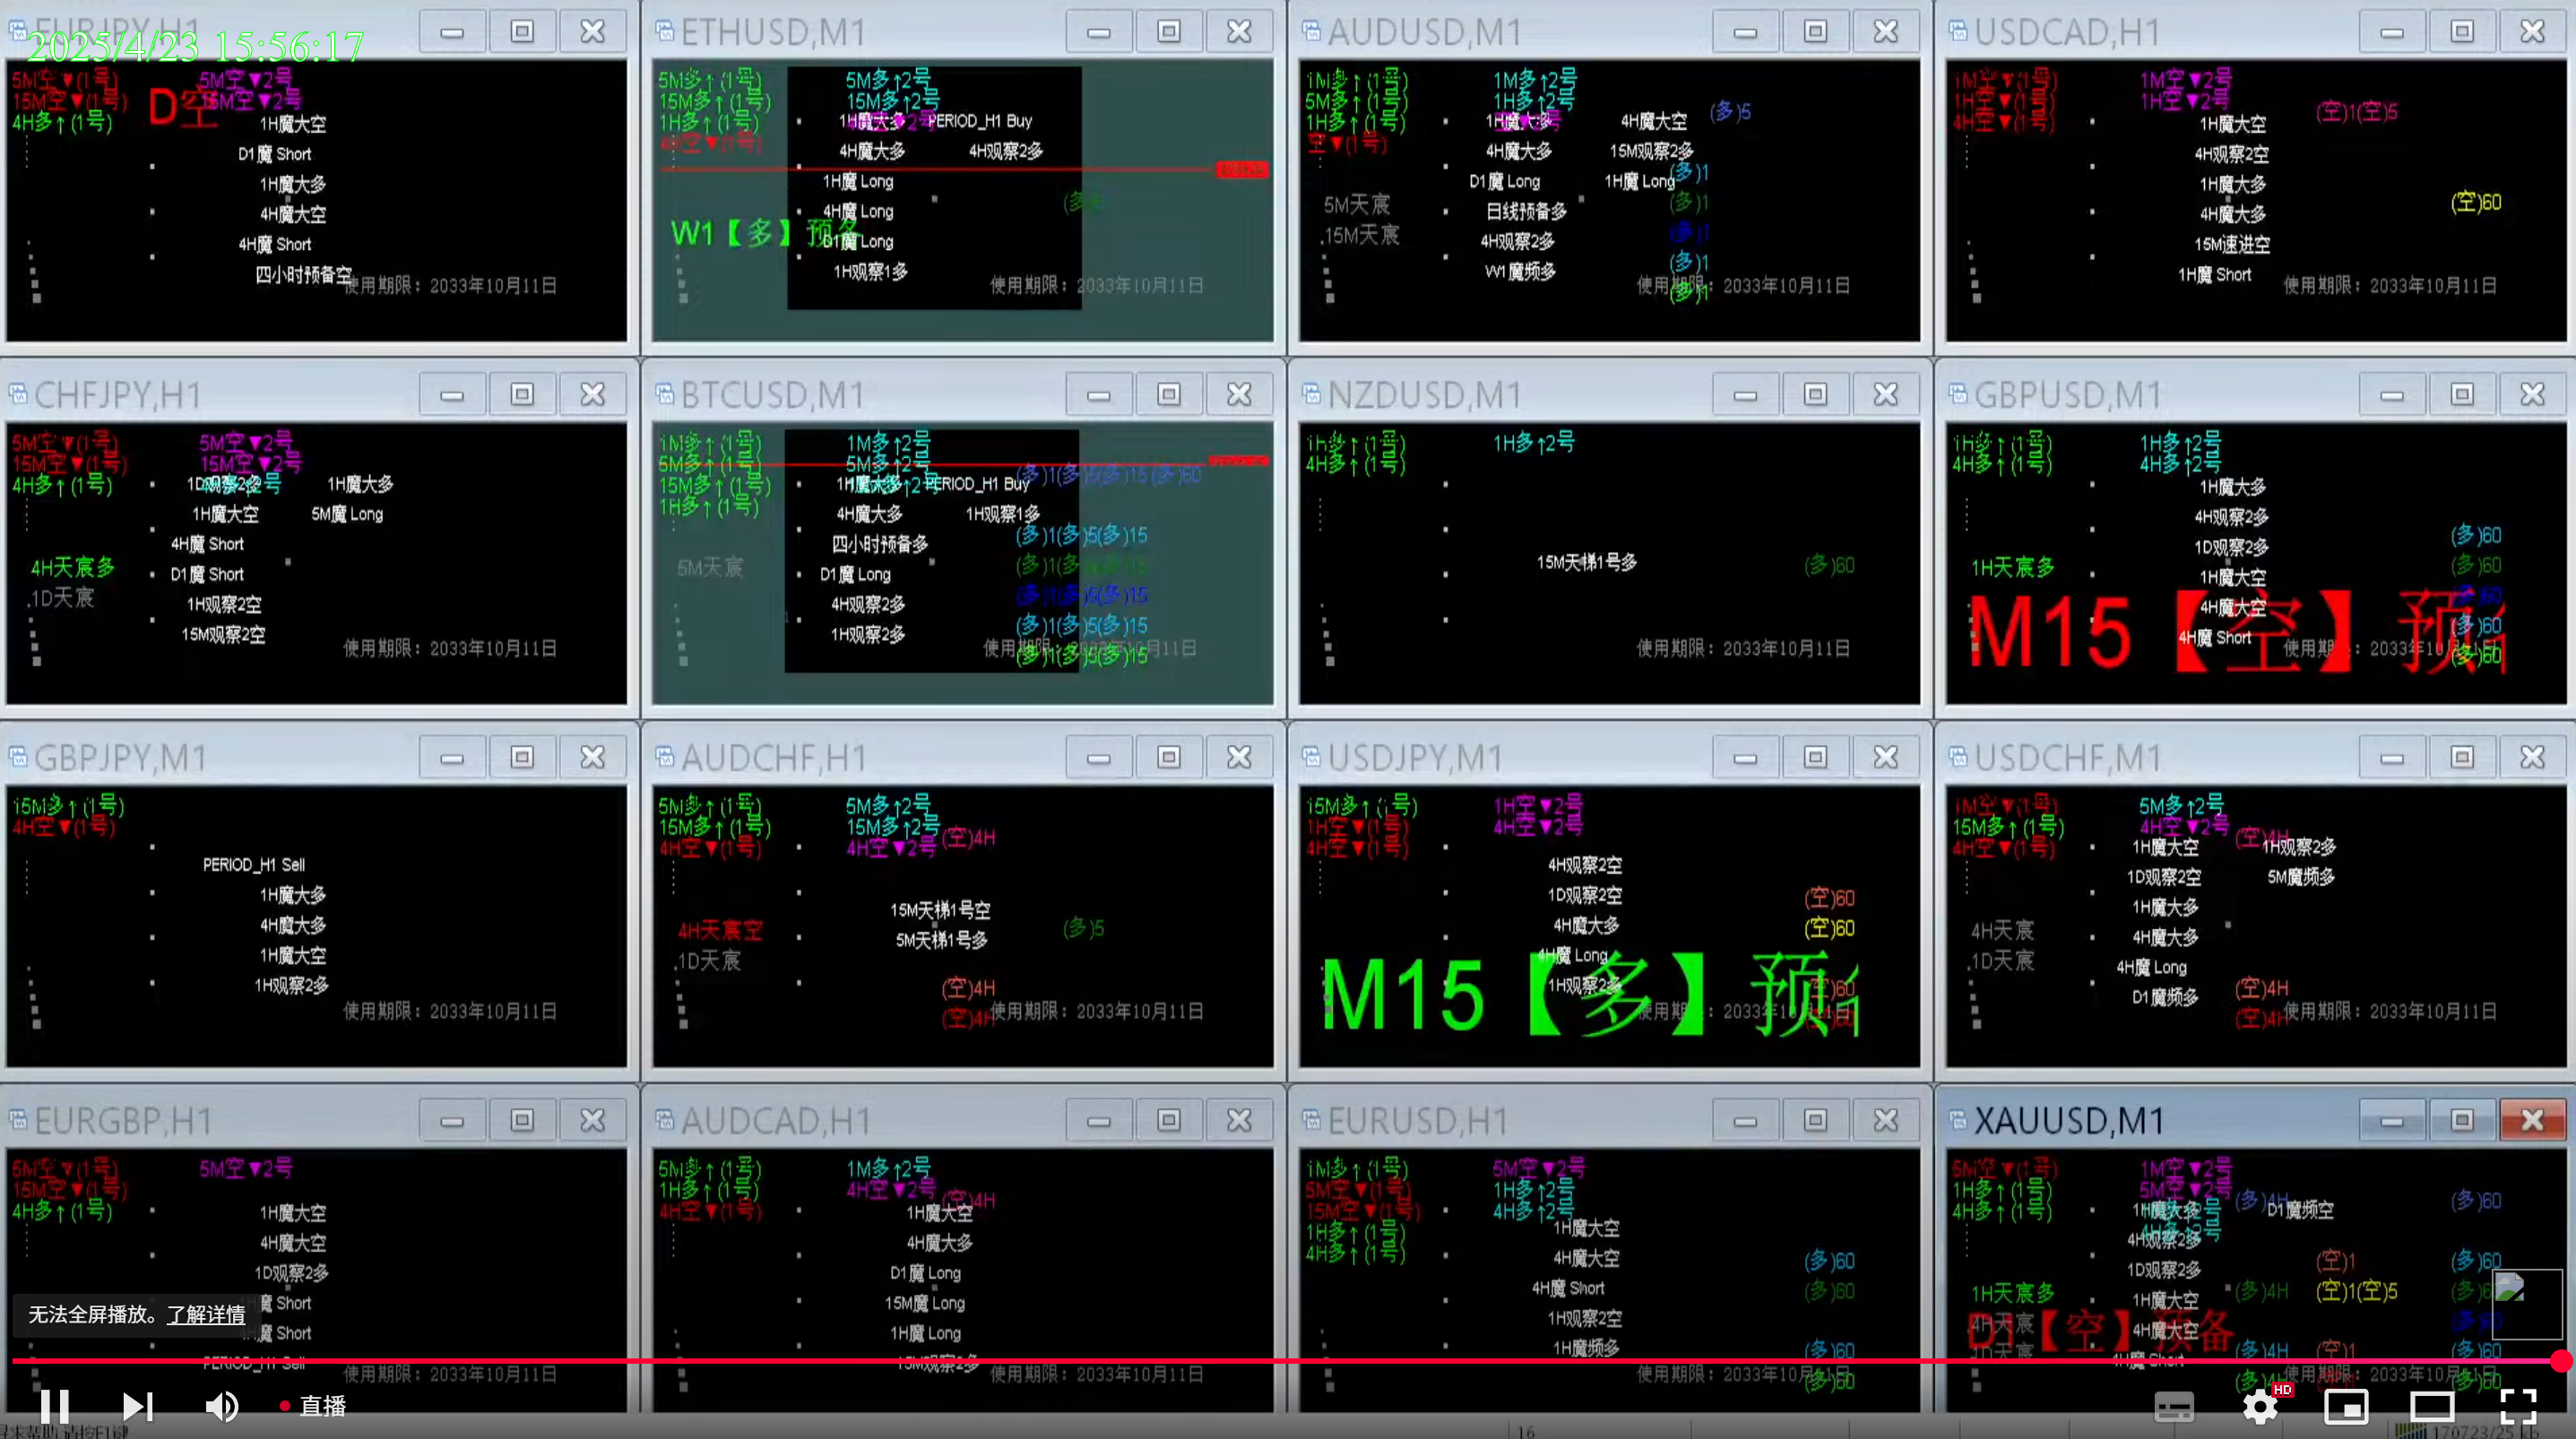 EURJPY,H1
2025/4/23 15:56:17
5M空▼(1号) 5M空▼2号
15M空▼(1号) 15M空▼2号
D空
4H多↑(1号) 1H魔大空
D1魔 Short
1H魔大多
4H魔大空
4H魔 Short
四小时预备空
使用期限：2033年10月11日
ETHUSD,M1
5M多↑(1号) 5M多↑2号
15M多↑(1号) 15M多↑2号
1H多↑(1号) 1H魔大多 PERIOD_H1 Buy
4H空▼(1号) 4H魔大多 4H观察2多
1H魔 Long
4H魔 Long
W1【多】预备
D1魔 Long
1H观察1多
使用期限：2033年10月11日
AUDUSD,M1
1M多↑(1号) 1M多↑2号
5M多↑(1号) 1H多↑2号
(多)5
1H多↑(1号) 1H魔大多 4H魔大空
空▼(1号) 4H魔大多 15M观察2多
(多)1
D1魔 Long 1H魔 Long
5M天宸 日线预备多 (多)1
.15M天宸 4H观察2多 (多)1
W1魔频多 (多)1
使用期限：2033年10月11日
(多)1
USDCAD,H1
1M空▼(1号) 1M空▼2号
1H空▼(1号) 1H空▼2号
(空)1(空)5
4H空▼(1号) 1H魔大空
4H观察2空
1H魔大多
(空)60
4H魔大多
15M速进空
1H魔 Short
使用期限：2033年10月11日
CHFJPY,H1
5M空▼(1号) 5M空▼2号
15M空▼(1号) 15M空▼2号
4H多↑(1号) 1D观察2多 1H魔大多
1H魔大空 5M魔 Long
4H魔 Short
4H天宸多 D1魔 Short
.1D天宸 1H观察2空
15M观察2空
使用期限：2033年10月11日
BTCUSD,M1
1M多↑(1号) 1M多↑2号
5M多↑(1号) 5M多↑2号
(多)1(多)5(多)15(多)60
15M多↑(1号) 1H魔大多 PERIOD_H1 Buy
1H多↑(1号) 4H魔大多 1H观察1多
四小时预备多 (多)1(多)5(多)15
5M天宸 D1魔 Long (多)1(多)5(多)15
4H观察2多 (多)1(多)5(多)15
1H观察2多 (多)1(多)5(多)15
使用期限：2033年10月11日
(多)1(多)5(多)15
NZDUSD,M1
1H多↑(1号) 1H多↑2号
4H多↑(1号)
15M天梯1号多 (多)60
使用期限：2033年10月11日
GBPUSD,M1
1H多↑(1号) 1H多↑2号
4H多↑(1号) 4H多↑2号
1H魔大多
4H观察2多
1D观察2多 (多)60
1H天宸多 1H魔大空 (多)60
4H魔大空 (多)60
M15【空】预
4H魔 Short (多)60
使用期限：2033年10月11日
(多)60
GBPJPY,M1
15M多↑(1号)
4H空▼(1号)
PERIOD_H1 Sell
1H魔大多
4H魔大多
1H魔大空
1H观察2多
使用期限：2033年10月11日
AUDCHF,H1
5M多↑(1号) 5M多↑2号
15M多↑(1号) 15M多↑2号
(空)4H
4H空▼(1号) 4H空▼2号
15M天梯1号空
4H天宸空 5M天梯1号多 (多)5
.1D天宸
(空)4H
(空)4H
使用期限：2033年10月11日
USDJPY,M1
15M多↑(1号) 1H空▼2号
1H空▼(1号) 4H空▼2号
4H空▼(1号) 4H观察2空
1D观察2空 (空)60
4H魔大多 (空)60
4H魔 Long
M15【多】预
1H观察2多 (空)60
使用期限：2033年10月11日
USDCHF,M1
1M空▼(1号) 5M多↑2号
15M多↑(1号) 4H空▼2号
(空)4H
4H空▼(1号) 1H魔大空 1H观察2多
1D观察2空 5M魔频多
1H魔大多
4H天宸 4H魔大多
.1D天宸 4H魔 Long
D1魔频多 (空)4H
(空)4H
使用期限：2033年10月11日
EURGBP,H1
5M空▼(1号) 5M空▼2号
15M空▼(1号)
4H多↑(1号) 1H魔大空
4H魔大空
1D观察2多
1H魔 Short
4H魔 Short
PERIOD_H1 Sell
使用期限：2033年10月11日
AUDCAD,H1
5M多↑(1号) 1M多↑2号
1H多↑(1号) 4H空▼2号
(空)4H
4H空▼(1号) 1H魔大空
4H魔大多
D1魔 Long
15M魔 Long
1H魔 Long
15M观察2多
使用期限：2033年10月11日
EURUSD,H1
1M多↑(1号) 5M空▼2号
5M空▼(1号) 1H多↑2号
15M空▼(1号) 4H多↑2号
1H多↑(1号) 1H魔大空
4H多↑(1号) 4H魔大空 (多)60
4H魔 Short (多)60
1H观察2空
1H魔频多 (多)60
使用期限：2033年10月11日
(多)60
XAUUSD,M1
5M空▼(1号) 1M空▼2号
1H多↑(1号) 5M空▼2号
(多)4H (多)60
4H多↑(1号) 1H魔大多 D1魔频空
4H观察2多
1D观察2多 (空)1 (多)60
1H天宸多 1H魔大空 (多)4H (空)1(空)5
4H天宸 4H魔大空
D1【空】预备
4H魔 Short (多)4H (空)1 (多)60
使用期限：2033年10月11日
(多)60
无法全屏播放。了解详情
直播
HD
寻求帮助,请按F1键
16
170723/25 kb